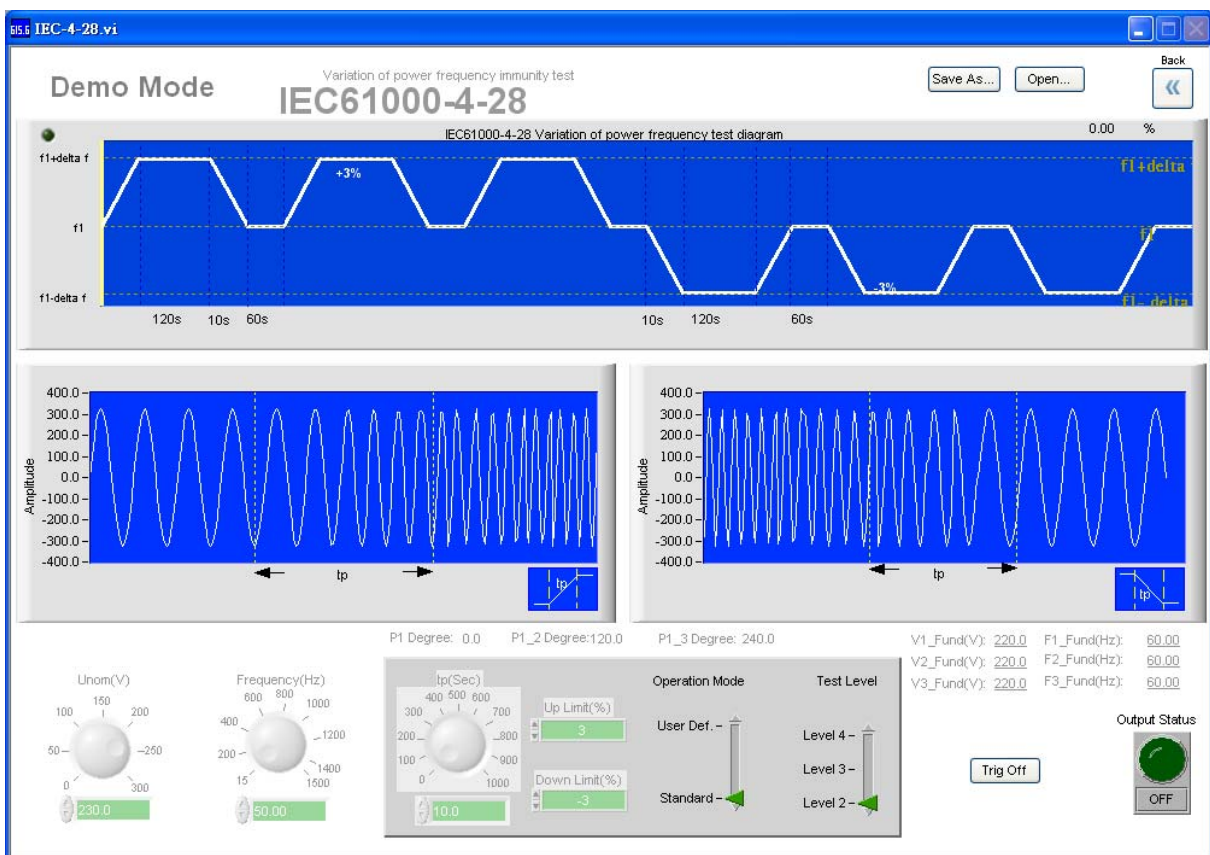 615.6 IEC-4-28.vi
Demo Mode
Variation of power frequency immunity test
IEC61000-4-28
Save As...
Open...
Back
IEC61000-4-28 Variation of power frequency test diagram
0.00 %
f1+delta f
f1
f1-delta f
+3%
-3%
f1+delta
f1
f1- delta
120s 10s 60s 10s 120s 60s
Amplitude
400.0
300.0
200.0
100.0
0.0
-100.0
-200.0
-300.0
-400.0
tp
tp
Amplitude
400.0
300.0
200.0
100.0
0.0
-100.0
-200.0
-300.0
-400.0
tp
tp
P1 Degree: 0.0 P1_2 Degree:120.0 P1_3 Degree: 240.0
V1_Fund(V): 220.0 F1_Fund(Hz): 60.00
V2_Fund(V): 220.0 F2_Fund(Hz): 60.00
V3_Fund(V): 220.0 F3_Fund(Hz): 60.00
Unom(V)
0 50 100 150 200 250 300
230.0
Frequency(Hz)
15 200 400 600 800 1000 1200 1400 1500
50.00
tp(Sec)
0 100 200 300 400 500 600 700 800 900 1000
10.0
Up Limit(%)
3
Down Limit(%)
-3
Operation Mode
User Def.
Standard
Test Level
Level 4
Level 3
Level 2
Trig Off
Output Status
OFF